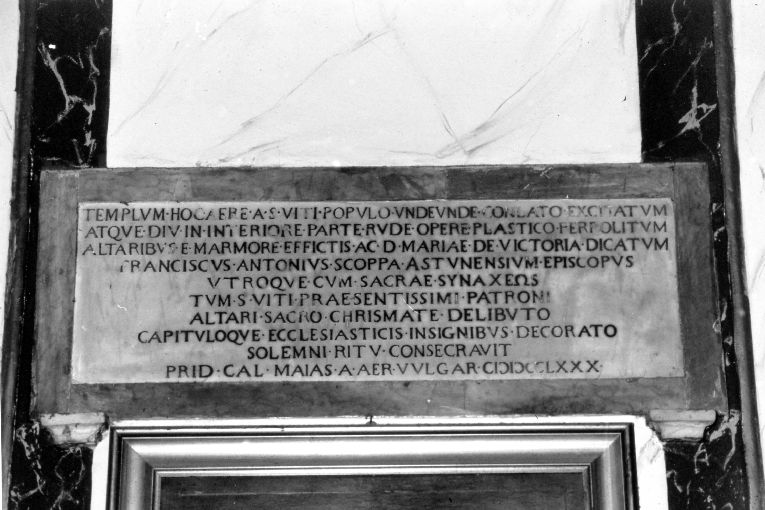 TEMPLVM·HOC·AERE·A·S·VITI·POPVLO·VNDEVNDE·CONLATO·EXCITATVM
ATQVE·DIV·IN·INTERIORE·PARTE·RVDE·OPERE·PLASTICO·PERPOLITVM
ALTARIBVS·E·MARMORE·EFFICTIS·AC·D·MARIAE·DE·VICTORIA·DICATVM
FRANCISCVS·ANTONIVS·SCOPPA·ASTVNENSIVM·EPISCOPVS
VTROQVE·CVM·SACRAE·SYNAXEΩS
TVM·S·VITI·PRAESENTISSIMI·PATRONI
ALTARI·SACRO·CHRISMATE·DELIBVTO
CAPITVLOQVE·ECCLESIASTICIS·INSIGNIBVS·DECORATO
SOLEMNI·RITV·CONSECRAVIT
PRID·CAL·MAIAS·A·AER·VVLGAR·CIↃIↃCCLXXX·